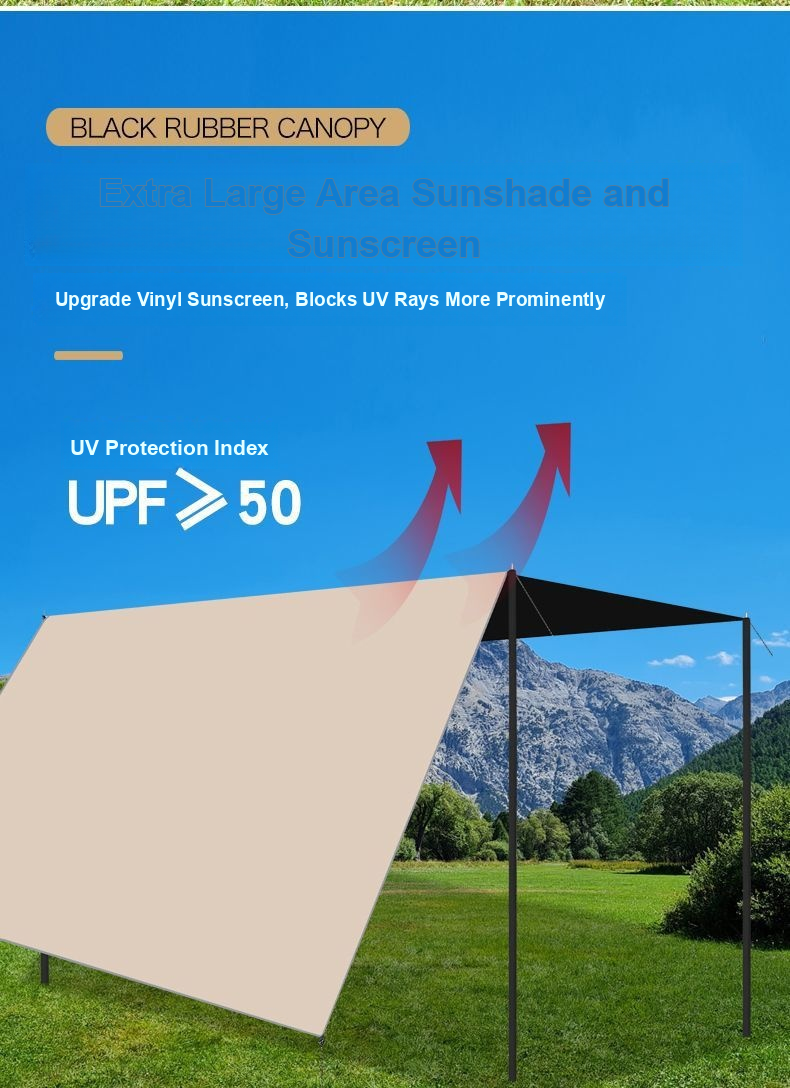 BLACK RUBBER CANOPY
Extra Large Area Sunshade and
Sunscreen
Upgrade Vinyl Sunscreen, Blocks UV Rays More Prominently
UV Protection Index
UPF⩾50